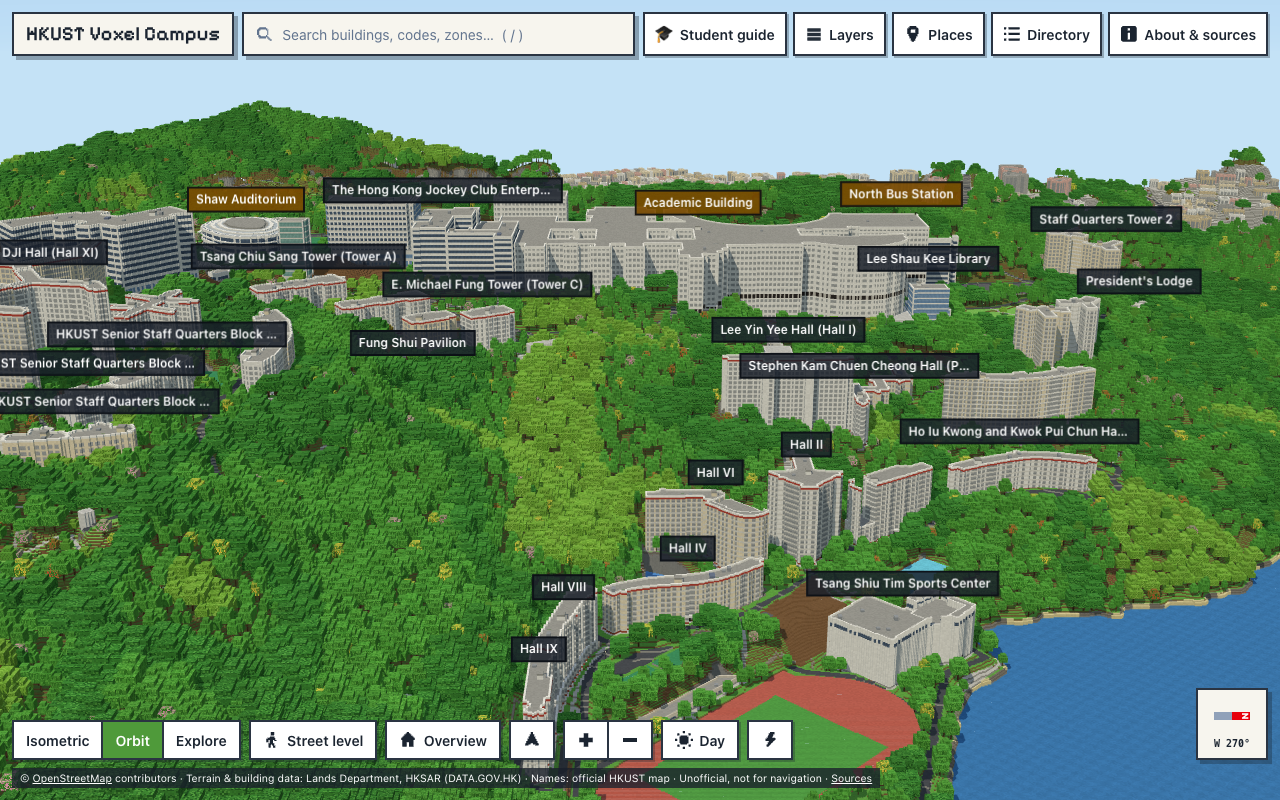 HKUST Voxel Campus
Search buildings, codes, zones... ( / )
Student guide
Layers
Places
Directory
About & sources
The Hong Kong Jockey Club Enterp...
Shaw Auditorium
North Bus Station
Academic Building
Staff Quarters Tower 2
DJI Hall (Hall XI)
Tsang Chiu Sang Tower (Tower A)
Lee Shau Kee Library
President's Lodge
E. Michael Fung Tower (Tower C)
HKUST Senior Staff Quarters Block ...
Fung Shui Pavilion
Lee Yin Yee Hall (Hall I)
ST Senior Staff Quarters Block ...
Stephen Kam Chuen Cheong Hall (P...
KUST Senior Staff Quarters Block ...
Ho Iu Kwong and Kwok Pui Chun Ha...
Hall II
Hall VI
Hall IV
Hall VIII
Tsang Shiu Tim Sports Center
Hall IX
Isometric
Orbit
Explore
Street level
Overview
Day
N
W 270°
© OpenStreetMap contributors · Terrain & building data: Lands Department, HKSAR (DATA.GOV.HK) · Names: official HKUST map · Unofficial, not for navigation · Sources